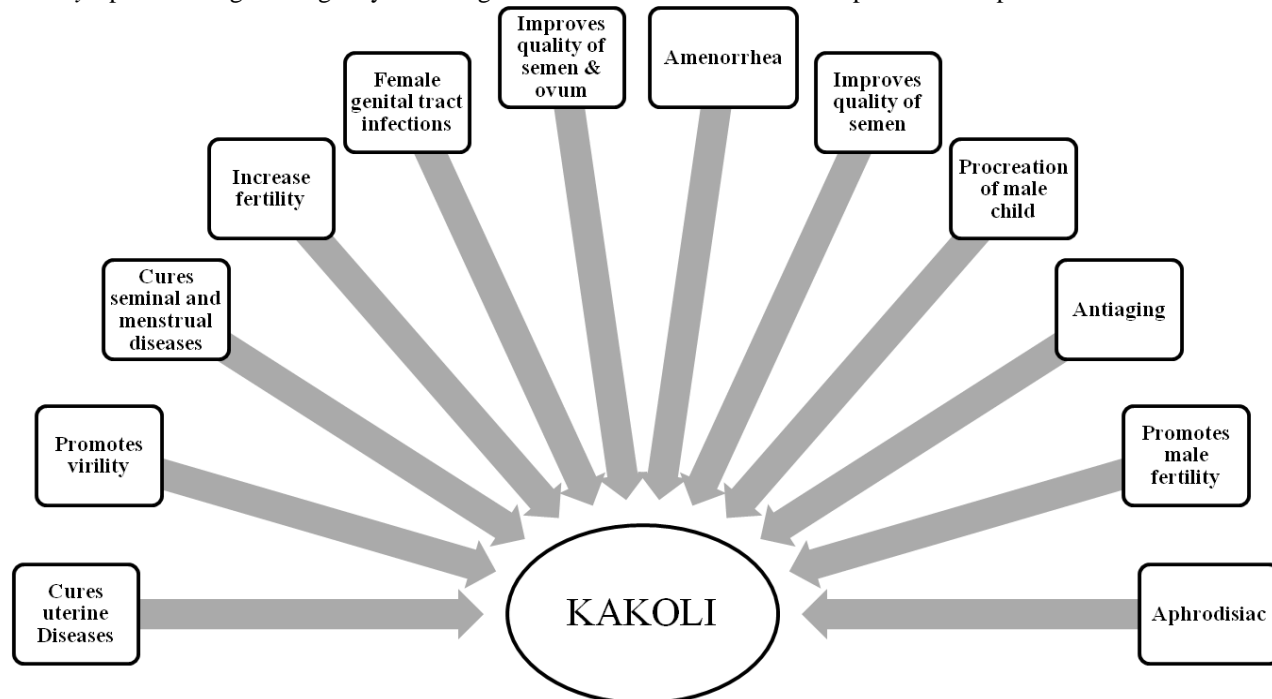 Improves
quality of
semen &
ovum
Amenorrhea
Female
genital tract
infections
Improves
quality of
semen
Increase
fertility
Procreation
of male
child
Cures
seminal and
menstrual
diseases
Antiaging
Promotes
virility
Promotes
male
fertility
Cures
uterine
Diseases
KAKOLI
Aphrodisiac